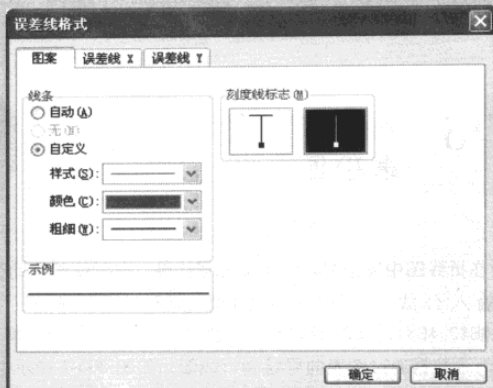 误差线格式
图案 误差线 X 误差线 Y
线条
自动(A)
无(N)
自定义
样式(S):
颜色(C):
粗细(W):
刻度线标志(M)
示例
确定 取消